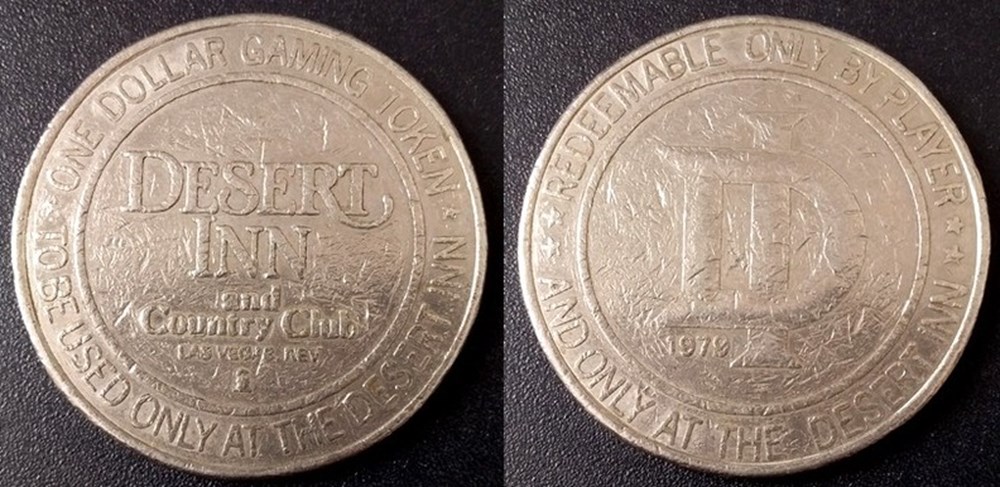 ONE DOLLAR GAMING TOKEN
DESERT
INN
and
Country Club
LAS VEGAS, NEV
TO BE USED ONLY AT THE DESERT INN
REDEEMABLE ONLY BY PLAYER
DI
1979
AND ONLY AT THE DESERT INN